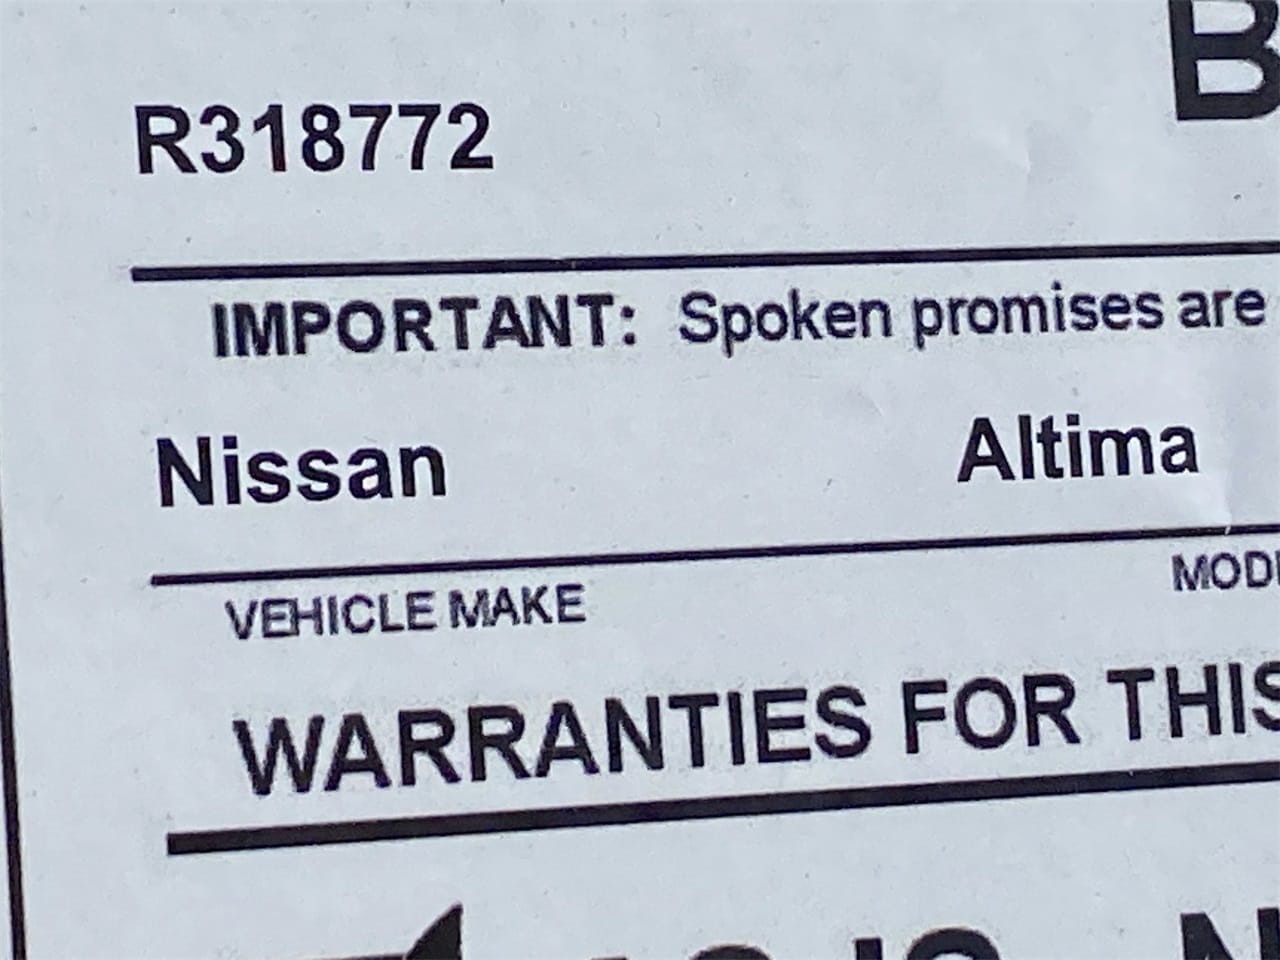 R318772
IMPORTANT: Spoken promises are
Nissan Altima
VEHICLE MAKE
WARRANTIES FOR THIS